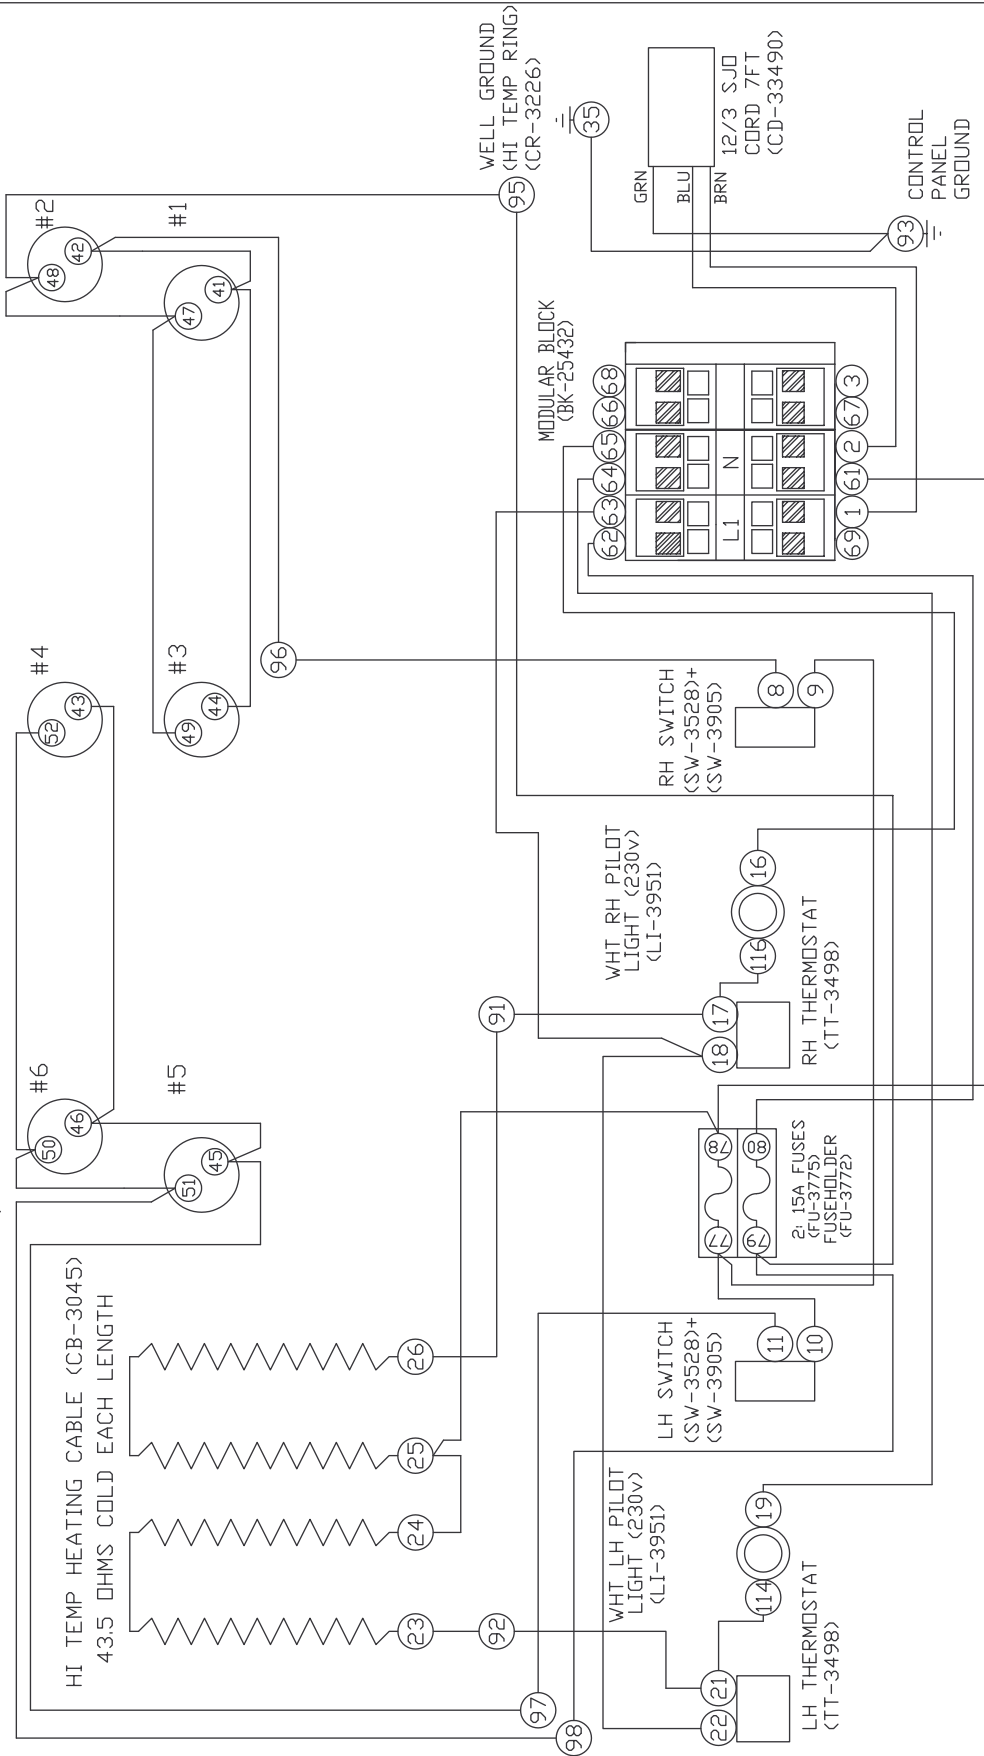 HI TEMP HEATING CABLE (CB-3045)
43.5 OHMS COLD EACH LENGTH
#6
#5
#4
#3
#2
#1
50
46
51
45
52
43
49
44
48
42
47
41
WELL GROUND
(HI TEMP RING)
(CR-3226)
95
96
35
12/3 SJO
CORD 7FT
(CD-33490)
GRN
BLU
BRN
93
CONTROL
PANEL
GROUND
MODULAR BLOCK
(BK-25432)
62
63
64
65
66
68
L1
N
69
1
61
2
67
3
23
24
25
26
92
91
97
98
WHT LH PILOT
LIGHT (230v)
(LI-3951)
114
19
22
21
LH THERMOSTAT
(TT-3498)
LH SWITCH
(SW-3528)+
(SW-3905)
11
10
77
78
79
80
2: 15A FUSES
(FU-3775)
FUSEHOLDER
(FU-3772)
WHT RH PILOT
LIGHT (230v)
(LI-3951)
116
16
18
17
RH THERMOSTAT
(TT-3498)
RH SWITCH
(SW-3528)+
(SW-3905)
8
9